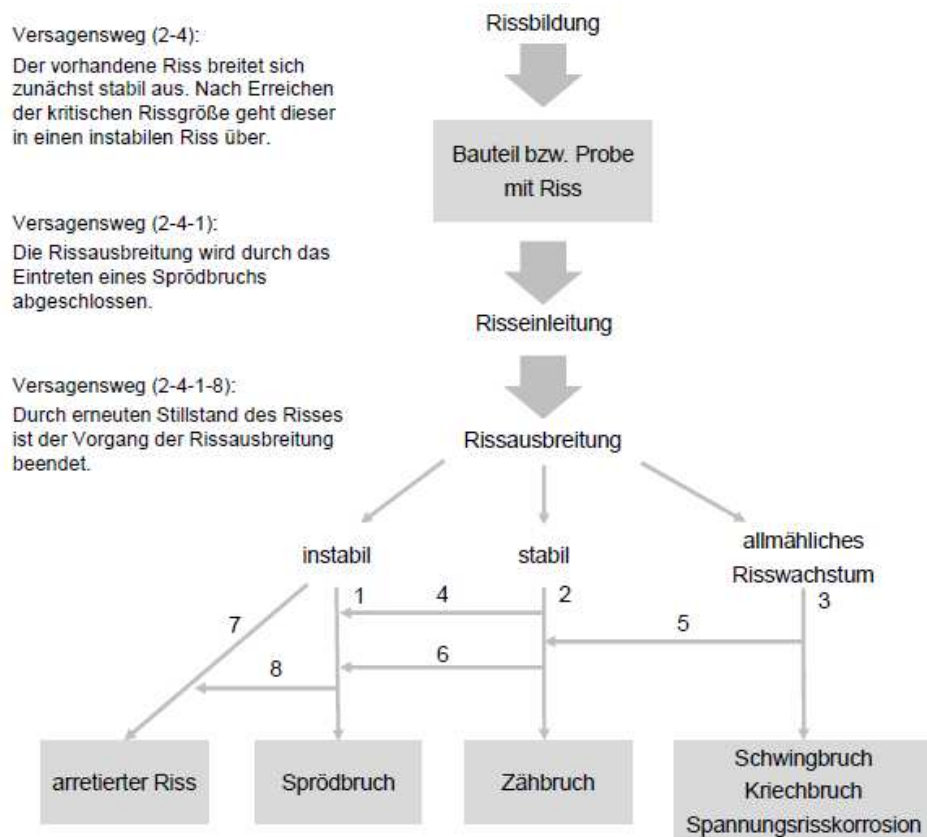 Versagensweg (2-4):
Der vorhandene Riss breitet sich
zunächst stabil aus. Nach Erreichen
der kritischen Rissgröße geht dieser
in einen instabilen Riss über.
Versagensweg (2-4-1):
Die Rissausbreitung wird durch das
Eintreten eines Sprödbruchs
abgeschlossen.
Versagensweg (2-4-1-8):
Durch erneuten Stillstand des Risses
ist der Vorgang der Rissausbreitung
beendet.
Rissbildung
Bauteil bzw. Probe
mit Riss
Risseinleitung
Rissausbreitung
instabil
stabil
allmähliches
Risswachstum
7
1
4
2
5
3
8
6
arretierter Riss
Sprödbruch
Zähbruch
Schwingbruch
Kriechbruch
Spannungsrisskorrosion